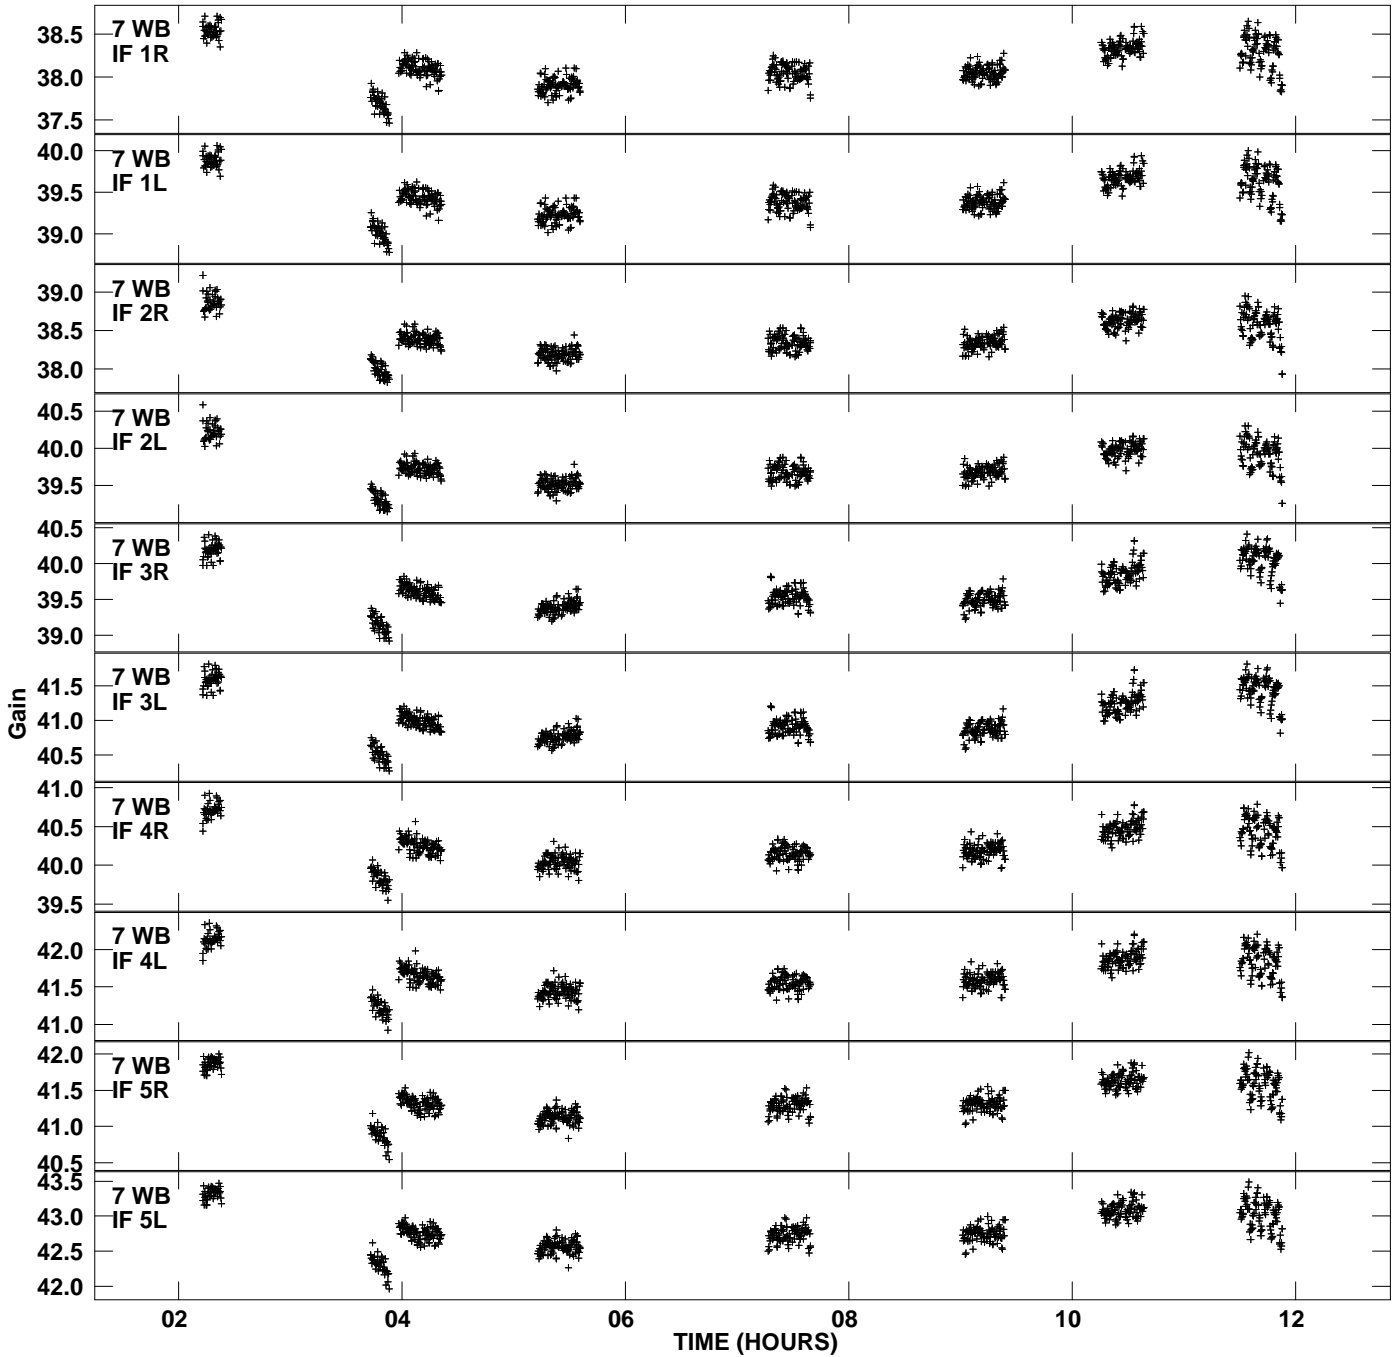 38.5
38.0
37.5
7 WB
IF 1R
40.0
39.5
39.0
7 WB
IF 1L
39.0
38.5
38.0
7 WB
IF 2R
40.5
40.0
39.5
7 WB
IF 2L
40.5
40.0
39.5
39.0
7 WB
IF 3R
41.5
41.0
40.5
7 WB
IF 3L
Gain
41.0
40.5
40.0
39.5
7 WB
IF 4R
42.0
41.5
41.0
7 WB
IF 4L
42.0
41.5
41.0
40.5
7 WB
IF 5R
43.5
43.0
42.5
42.0
7 WB
IF 5L
02 04 06 08 10 12
TIME (HOURS)